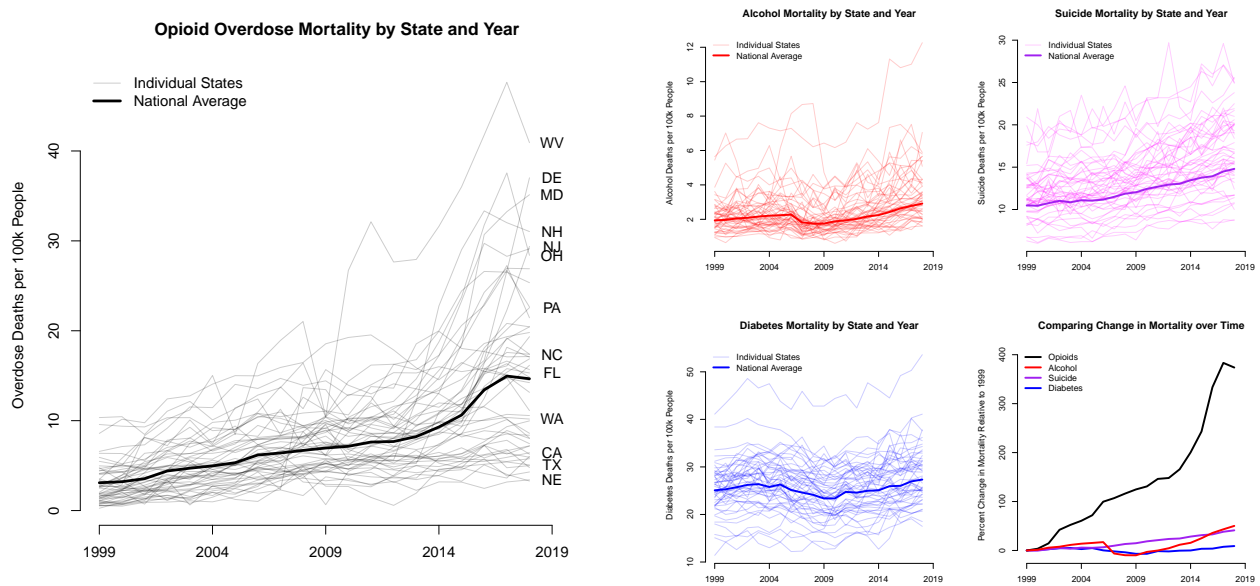 Opioid Overdose Mortality by State and Year
Individual States
National Average
Overdose Deaths per 100k People
0
10
20
30
40
WV
DE
MD
NH
NJ
OH
PA
NC
FL
WA
CA
TX
NE
1999
2004
2009
2014
2019
Alcohol Mortality by State and Year
Individual States
National Average
Alcohol Deaths per 100k People
2
4
6
8
10
12
1999
2004
2009
2014
2019
Suicide Mortality by State and Year
Individual States
National Average
Suicide Deaths per 100k People
10
15
20
25
30
1999
2004
2009
2014
2019
Diabetes Mortality by State and Year
Individual States
National Average
Diabetes Deaths per 100k People
10
20
30
40
50
1999
2004
2009
2014
2019
Comparing Change in Mortality over Time
Opioids
Alcohol
Suicide
Diabetes
Percent Change in Mortality Relative to 1999
0
100
200
300
400
1999
2004
2009
2014
2019